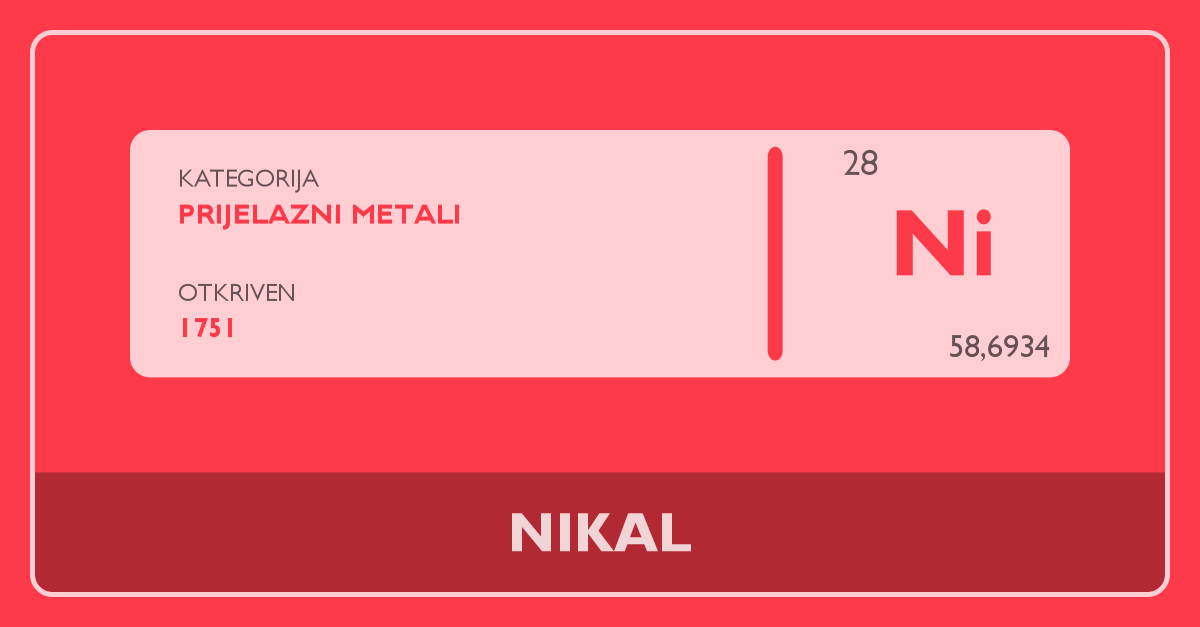 KATEGORIJA
PRIJELAZNI METALI
OTKRIVEN
1751
28
Ni
58,6934
NIKAL